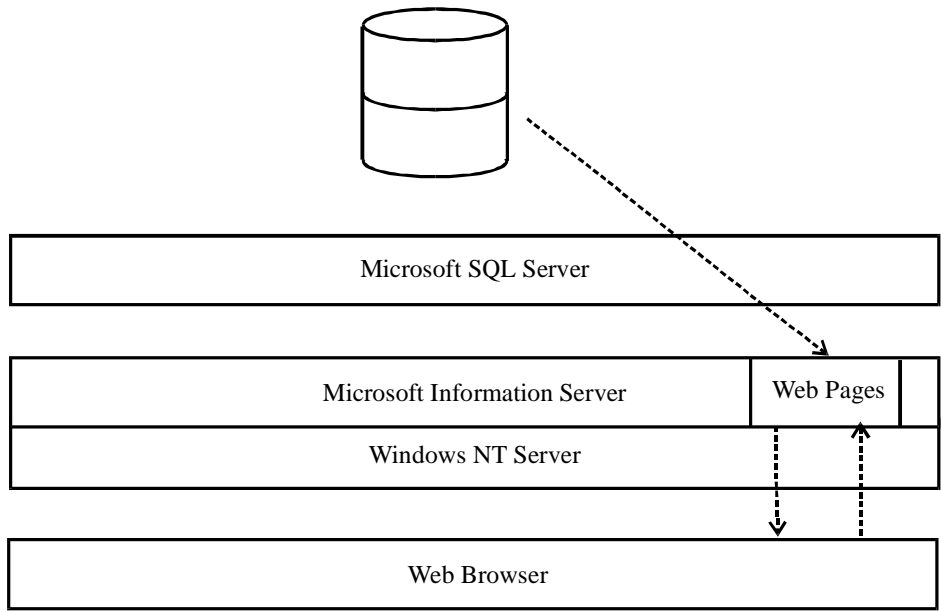 Microsoft SQL Server
Microsoft Information Server
Web Pages
Windows NT Server
Web Browser